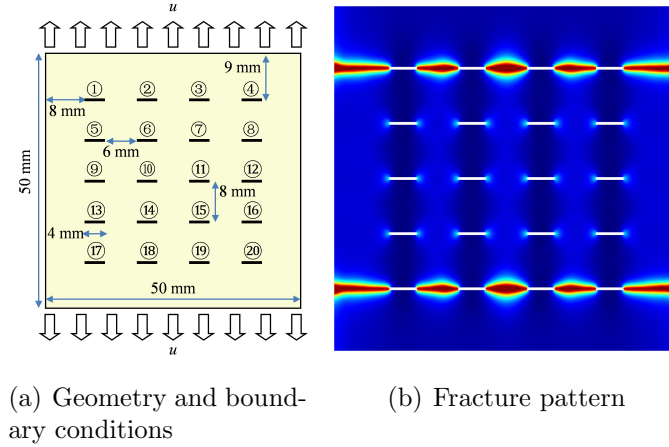 u
9 mm
① ② ③ ④
8 mm
⑤ ⑥ ⑦ ⑧
6 mm
50 mm
⑨ ⑩ ⑪ ⑫
8 mm
⑬ ⑭ ⑮ ⑯
4 mm
⑰ ⑱ ⑲ ⑳
50 mm
u
(a) Geometry and bound-
ary conditions
(b) Fracture pattern